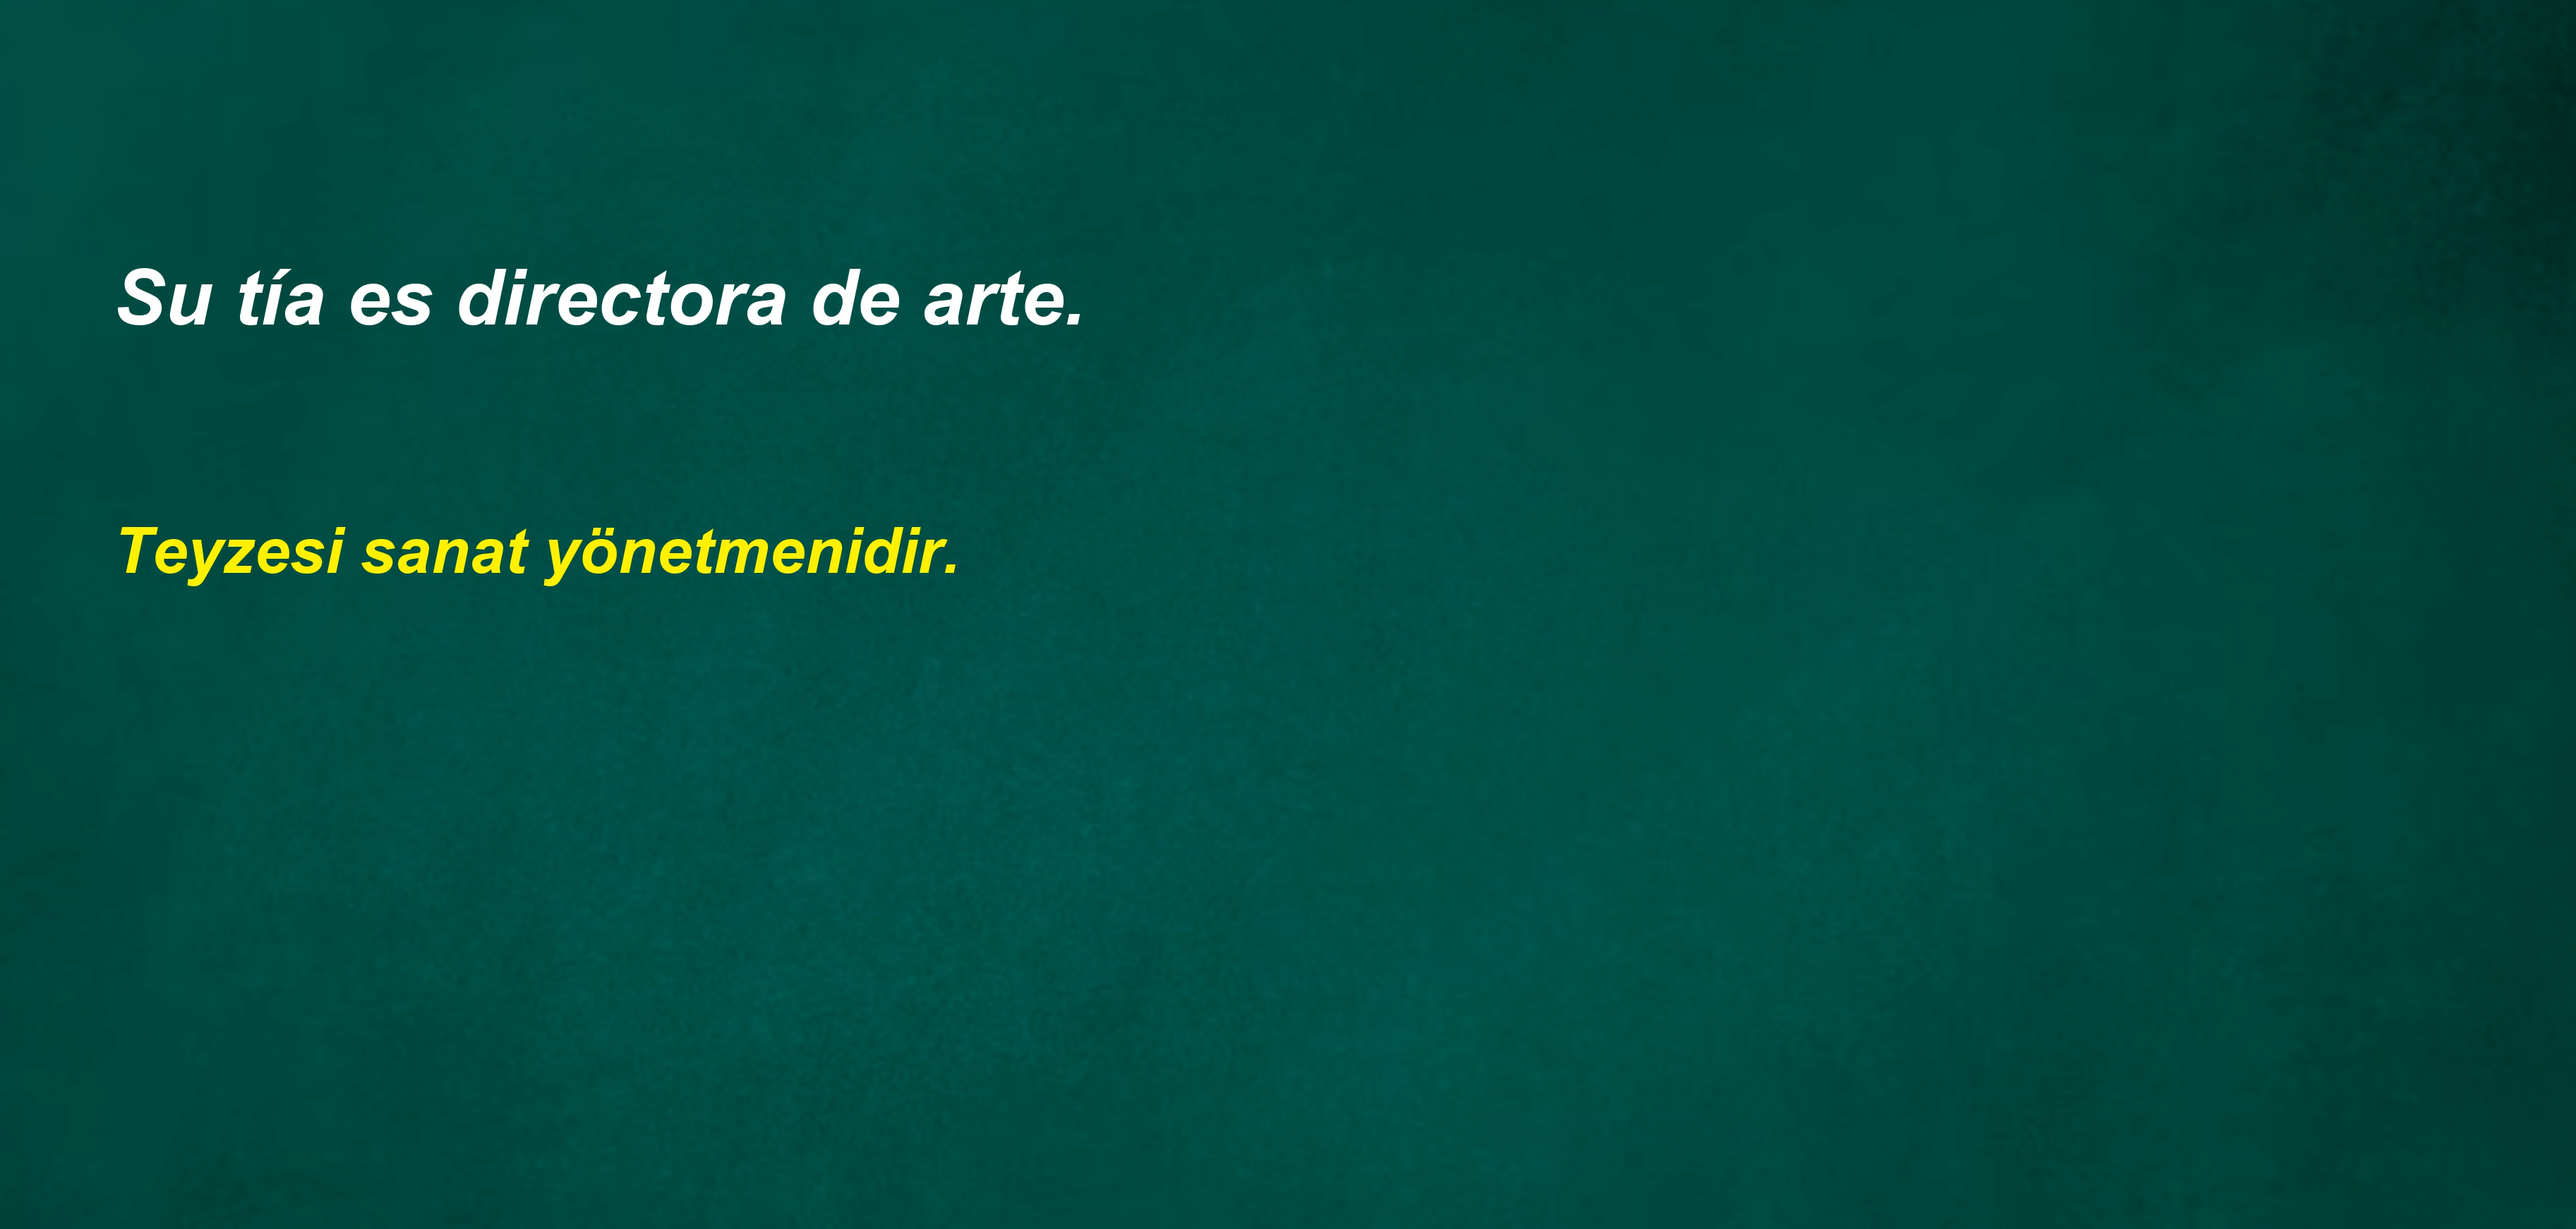 Su tía es directora de arte.
Teyzesi sanat yönetmenidir.